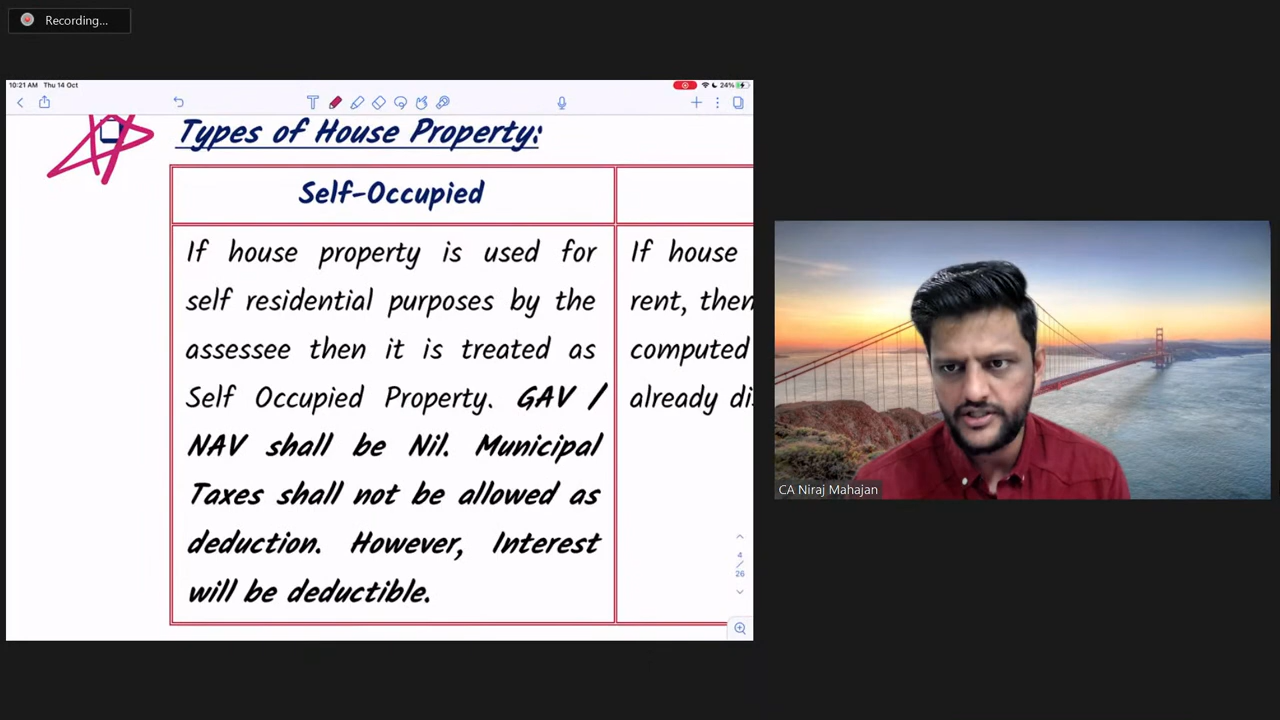 Recording...
10:21 AM Thu 14 Oct
24%
Types of House Property:
Self-Occupied
If house property is used for
self residential purposes by the
assessee then it is treated as
Self Occupied Property. GAV /
NAV shall be Nil. Municipal
Taxes shall not be allowed as
deduction. However, Interest
will be deductible.
If house
rent, then
computed
already di
4
/
26
CA Niraj Mahajan